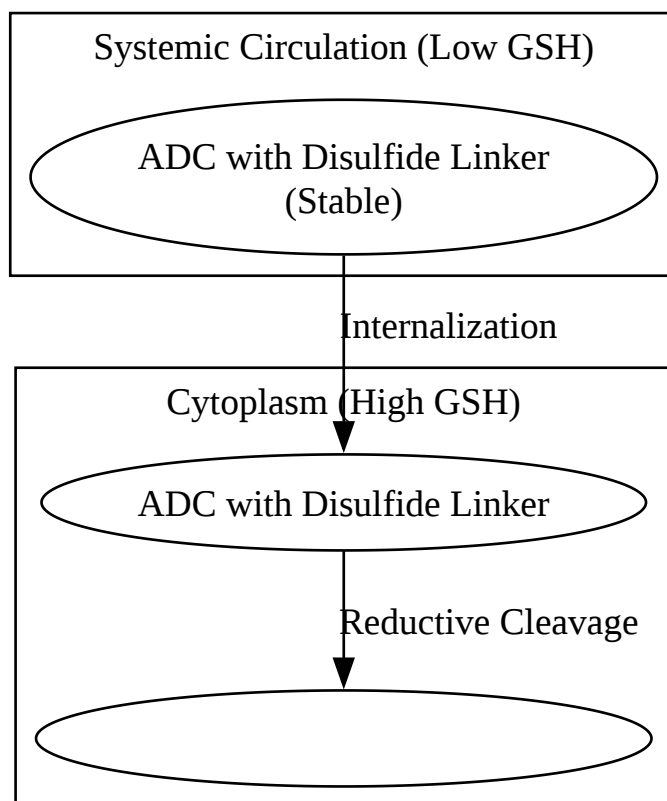 Systemic Circulation (Low GSH)
ADC with Disulfide Linker
(Stable)
Internalization
Cytoplasm (High GSH)
ADC with Disulfide Linker
Reductive Cleavage